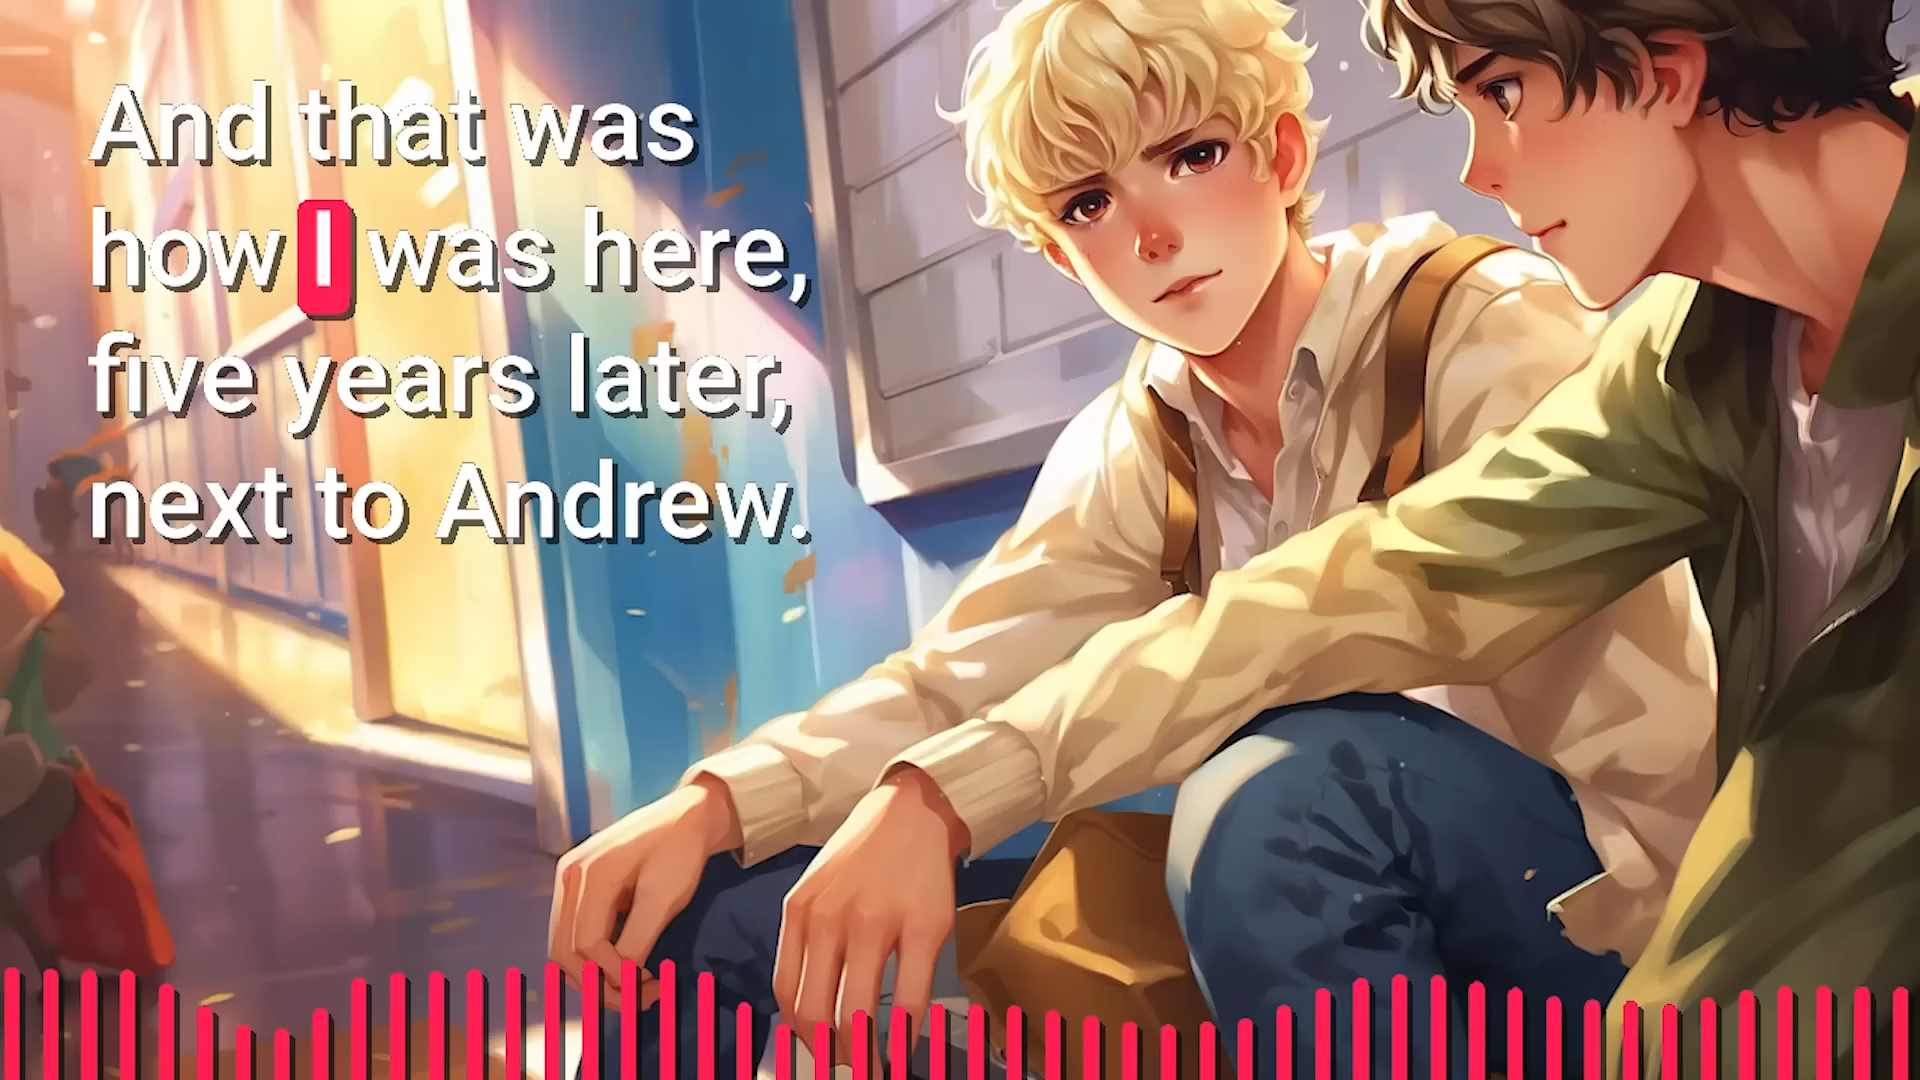 And that was
how I was here,
five years later,
next to Andrew.